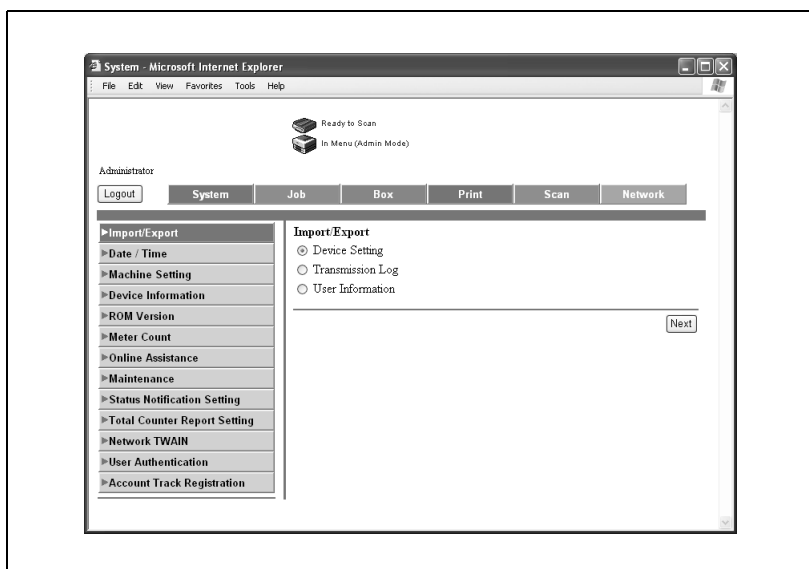 System - Microsoft Internet Explorer
File Edit View Favorites Tools Help
Ready to Scan
In Menu (Admin Mode)
Administrator
Logout System Job Box Print Scan Network
Import/Export
Date / Time
Machine Setting
Device Information
ROM Version
Meter Count
Online Assistance
Maintenance
Status Notification Setting
Total Counter Report Setting
Network TWAIN
User Authentication
Account Track Registration
Import/Export
Device Setting
Transmission Log
User Information
Next